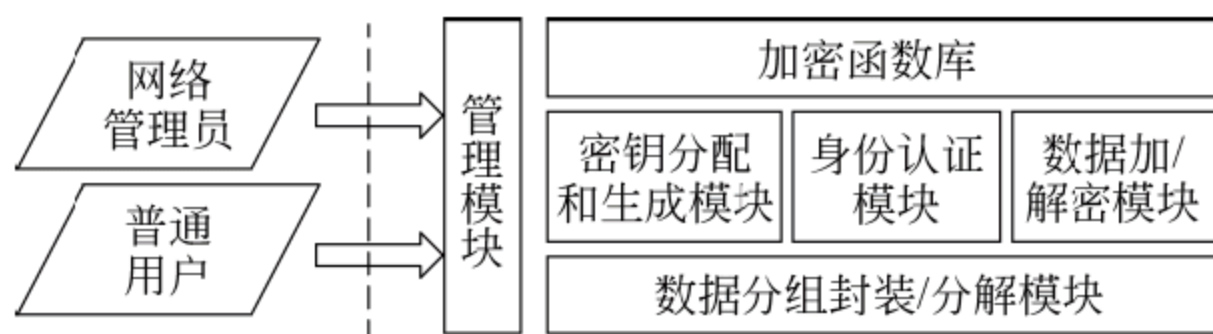 网络
管理员
普通
用户
管
理
模
块
加密函数库
密钥分配
和生成模块
身份认证
模块
数据加/
解密模块
数据分组封装/分解模块